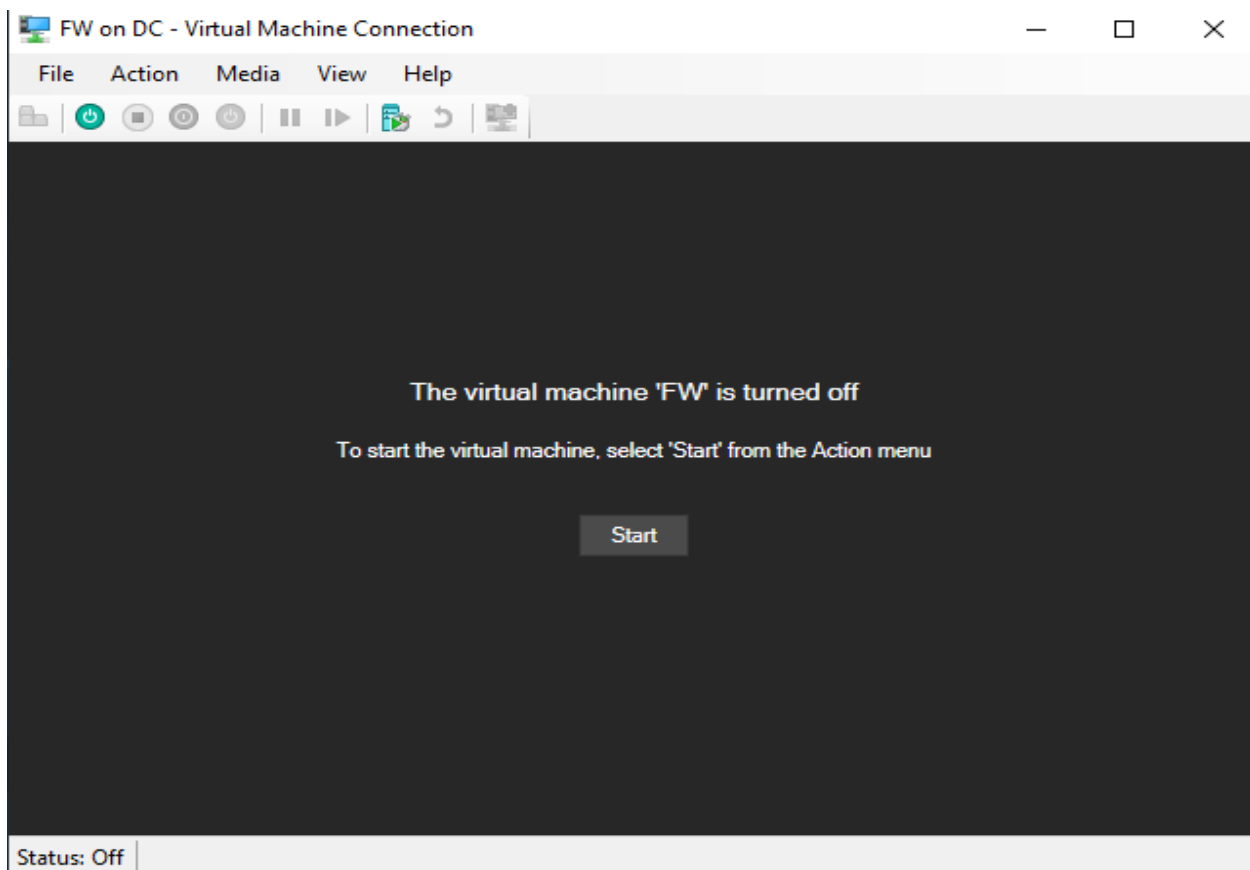 FW on DC - Virtual Machine Connection
File Action Media View Help
The virtual machine 'FW' is turned off
To start the virtual machine, select 'Start' from the Action menu
Start
Status: Off